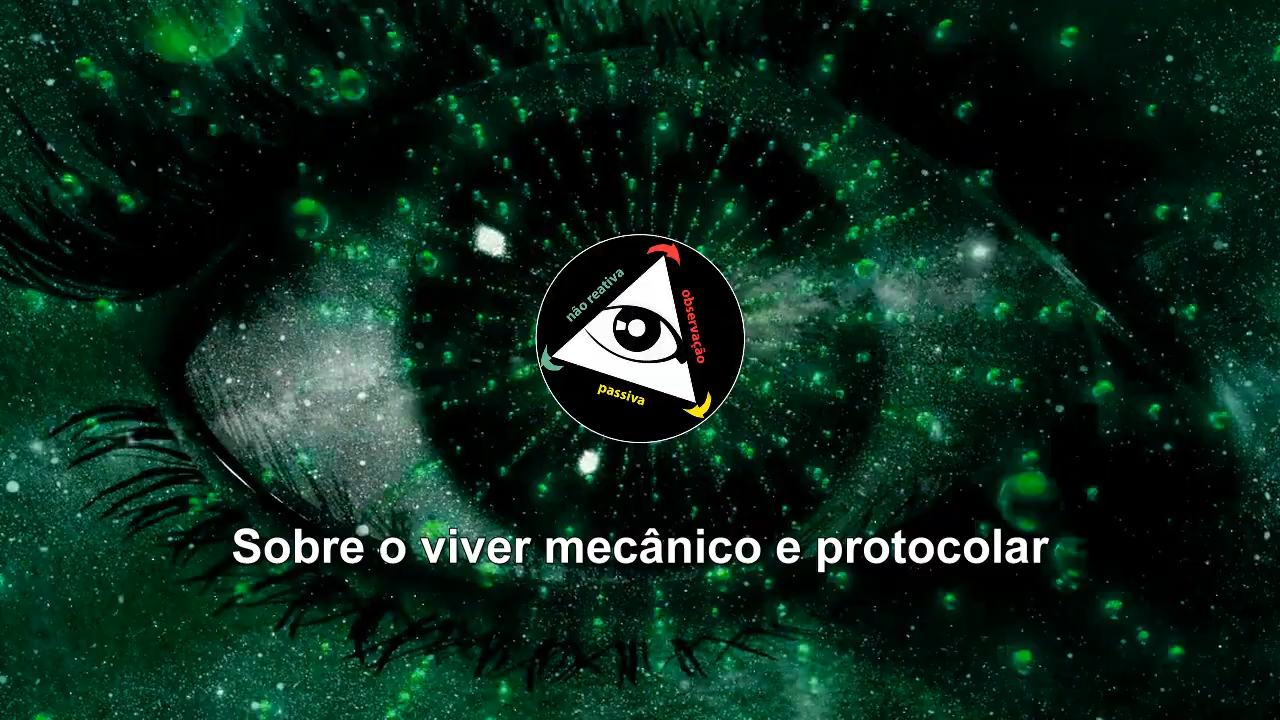 não reativa
observação
passiva
Sobre o viver mecânico e protocolar